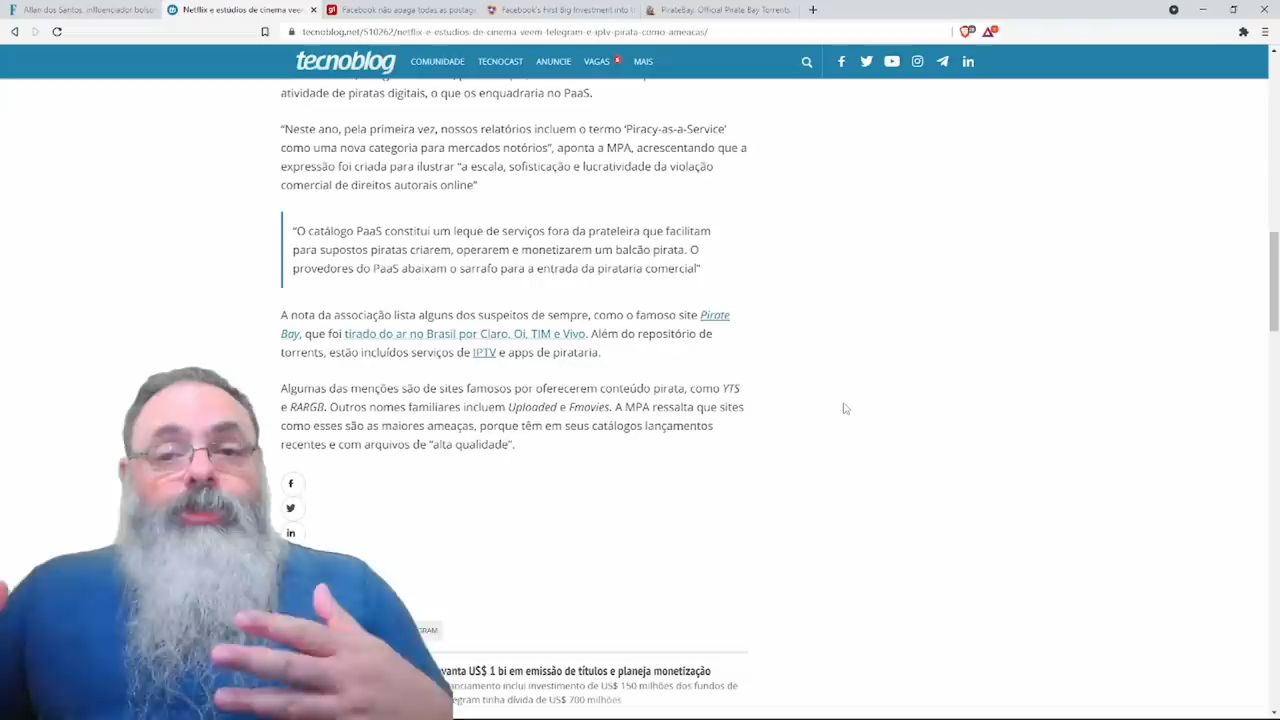 Allan dos Santos, influenciador bolso
Netflix e estúdios de cinema veem
Facebook não apaga todas as postage
Facebook's First Big Investment into t
PirateBay. Official Pirate Bay Torrents
tecnoblog.net/510262/netflix-e-estudios-de-cinema-veem-telegram-e-iptv-pirata-como-ameacas/
tecnoblog
COMUNIDADE
TECNOCAST
ANUNCIE
VAGAS
MAIS
atividade de piratas digitais, o que os enquadraria no PaaS.
“Neste ano, pela primeira vez, nossos relatórios incluem o termo ‘Piracy-as-a-Service’
como uma nova categoria para mercados notórios”, aponta a MPA, acrescentando que a
expressão foi criada para ilustrar “a escala, sofisticação e lucratividade da violação
comercial de direitos autorais online”
“O catálogo PaaS constitui um leque de serviços fora da prateleira que facilitam
para supostos piratas criarem, operarem e monetizarem um balcão pirata. O
provedores do PaaS abaixam o sarrafo para a entrada da pirataria comercial”
A nota da associação lista alguns dos suspeitos de sempre, como o famoso site Pirate
Bay, que foi tirado do ar no Brasil por Claro, Oi, TIM e Vivo. Além do repositório de
torrents, estão incluídos serviços de IPTV e apps de pirataria.
Algumas das menções são de sites famosos por oferecerem conteúdo pirata, como YTS
e RARGB. Outros nomes familiares incluem Uploaded e Fmovies. A MPA ressalta que sites
como esses são as maiores ameaças, porque têm em seus catálogos lançamentos
recentes e com arquivos de “alta qualidade”.
GRAM
vanta US$ 1 bi em emissão de títulos e planeja monetização
nciamento inclui investimento de US$ 150 milhões dos fundos de
legram tinha dívida de US$ 700 milhões